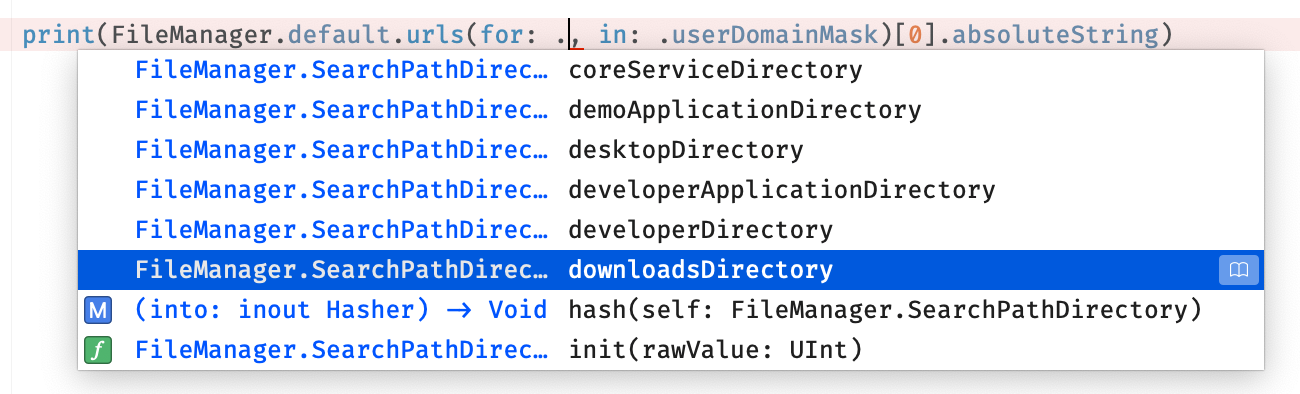 print(FileManager.default.urls(for: ., in: .userDomainMask)[0].absoluteString)
FileManager.SearchPathDirec… coreServiceDirectory
FileManager.SearchPathDirec… demoApplicationDirectory
FileManager.SearchPathDirec… desktopDirectory
FileManager.SearchPathDirec… developerApplicationDirectory
FileManager.SearchPathDirec… developerDirectory
FileManager.SearchPathDirec… downloadsDirectory
M (into: inout Hasher) -> Void hash(self: FileManager.SearchPathDirectory)
f FileManager.SearchPathDirec… init(rawValue: UInt)